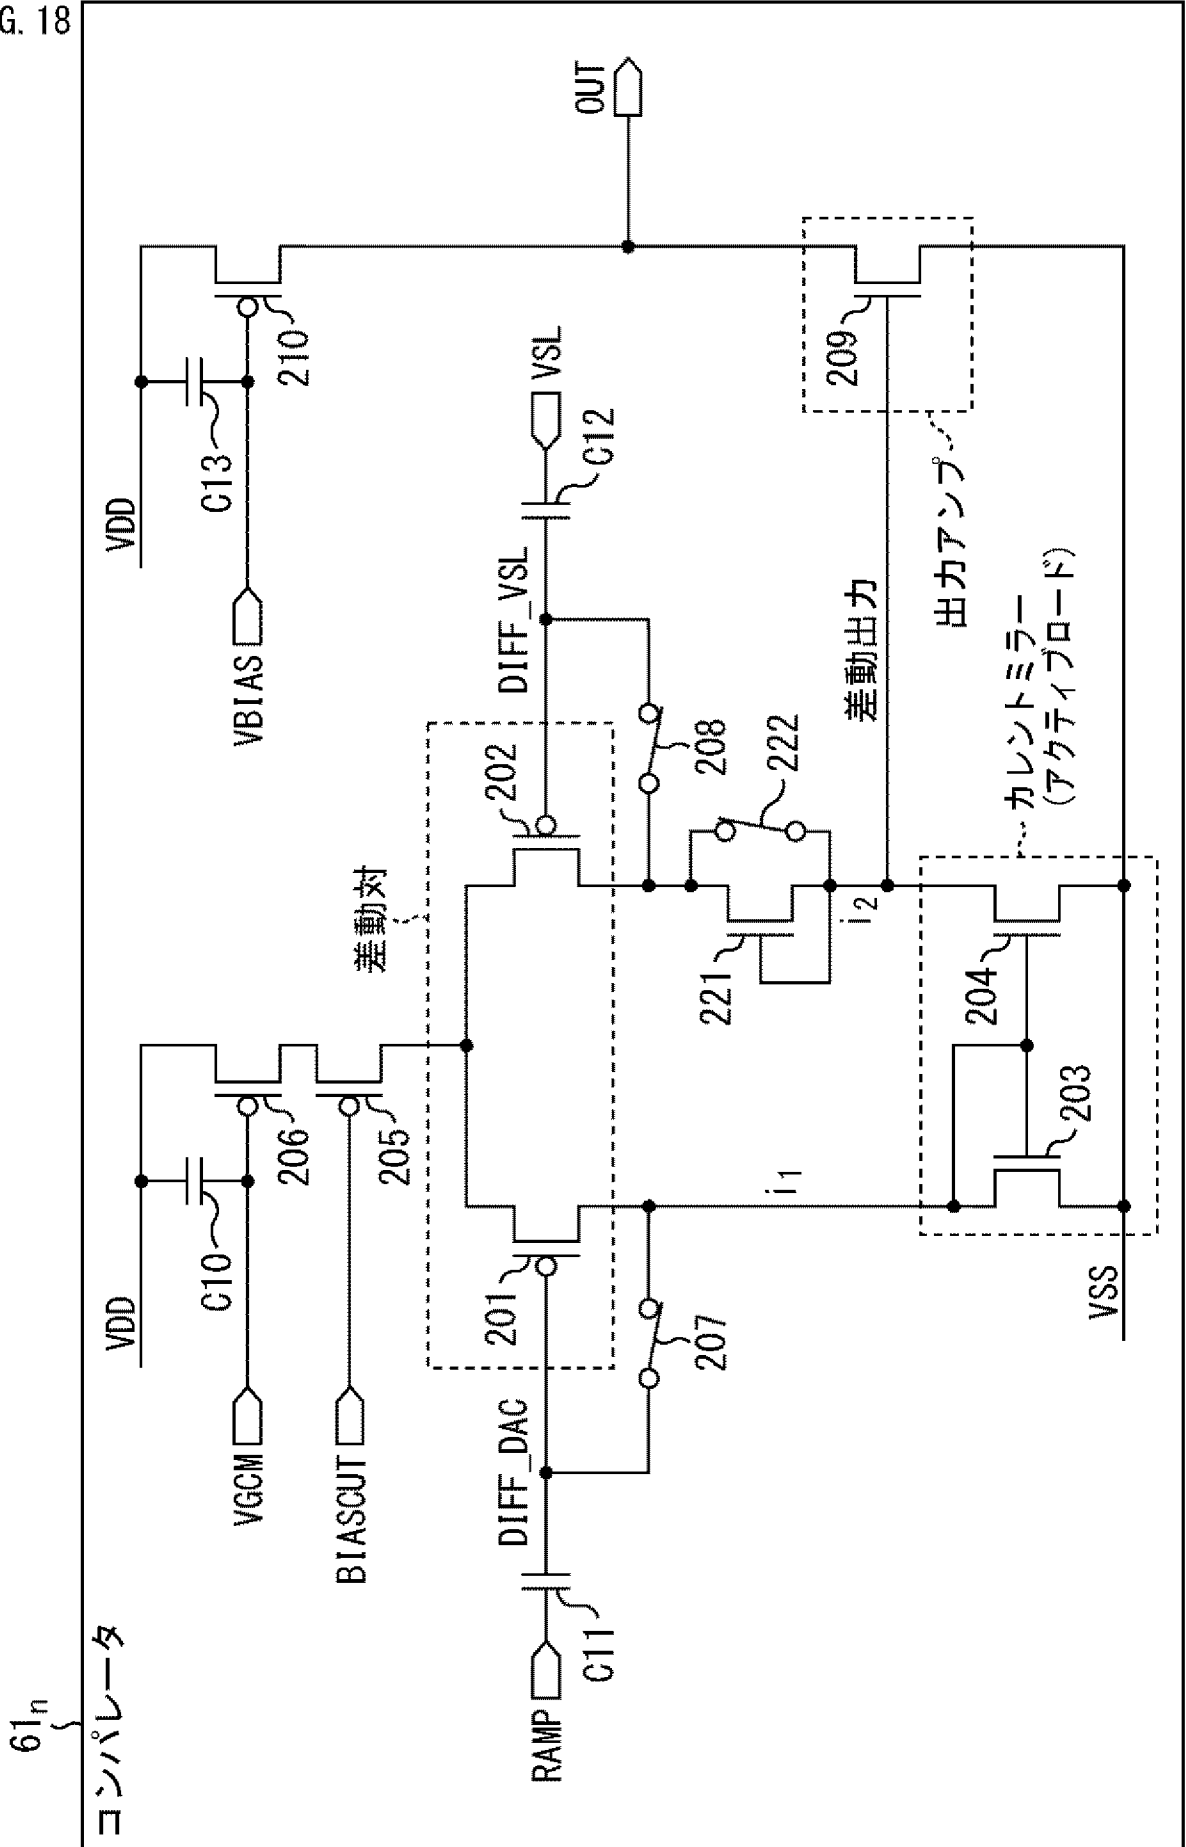 G. 18
61n
コンパレータ
VDD
VDD
C10
C13
VGCM
206
VBIAS
210
BIASCUT
205
差動対
RAMP
C11
DIFF_DAC
201
202
DIFF_VSL
C12
VSL
OUT
207
208
221
222
i1
i2
差動出力
209
出力アンプ
203
204
カレントミラー
(アクティブロード)
VSS